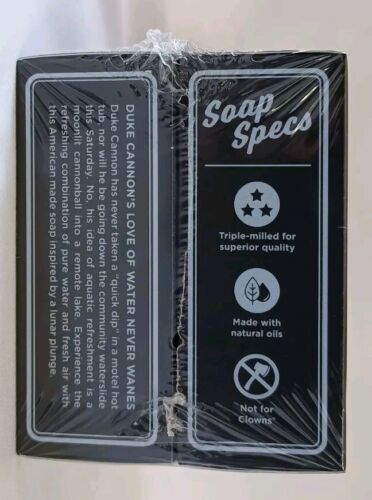 DUKE CANNON'S LOVE OF WATER NEVER WANES
Duke Cannon has never taken a "quick dip" in a motel hot
tub, nor will he be going down the community waterslide
this Saturday. No, his idea of aquatic refreshment is a
moonlit cannonball into a remote lake. Experience the
refreshing combination of pure water and fresh air with
this American made soap inspired by a lunar plunge.
Soap
Specs
Triple-milled for
superior quality
Made with
natural oils
Not for
Clowns®